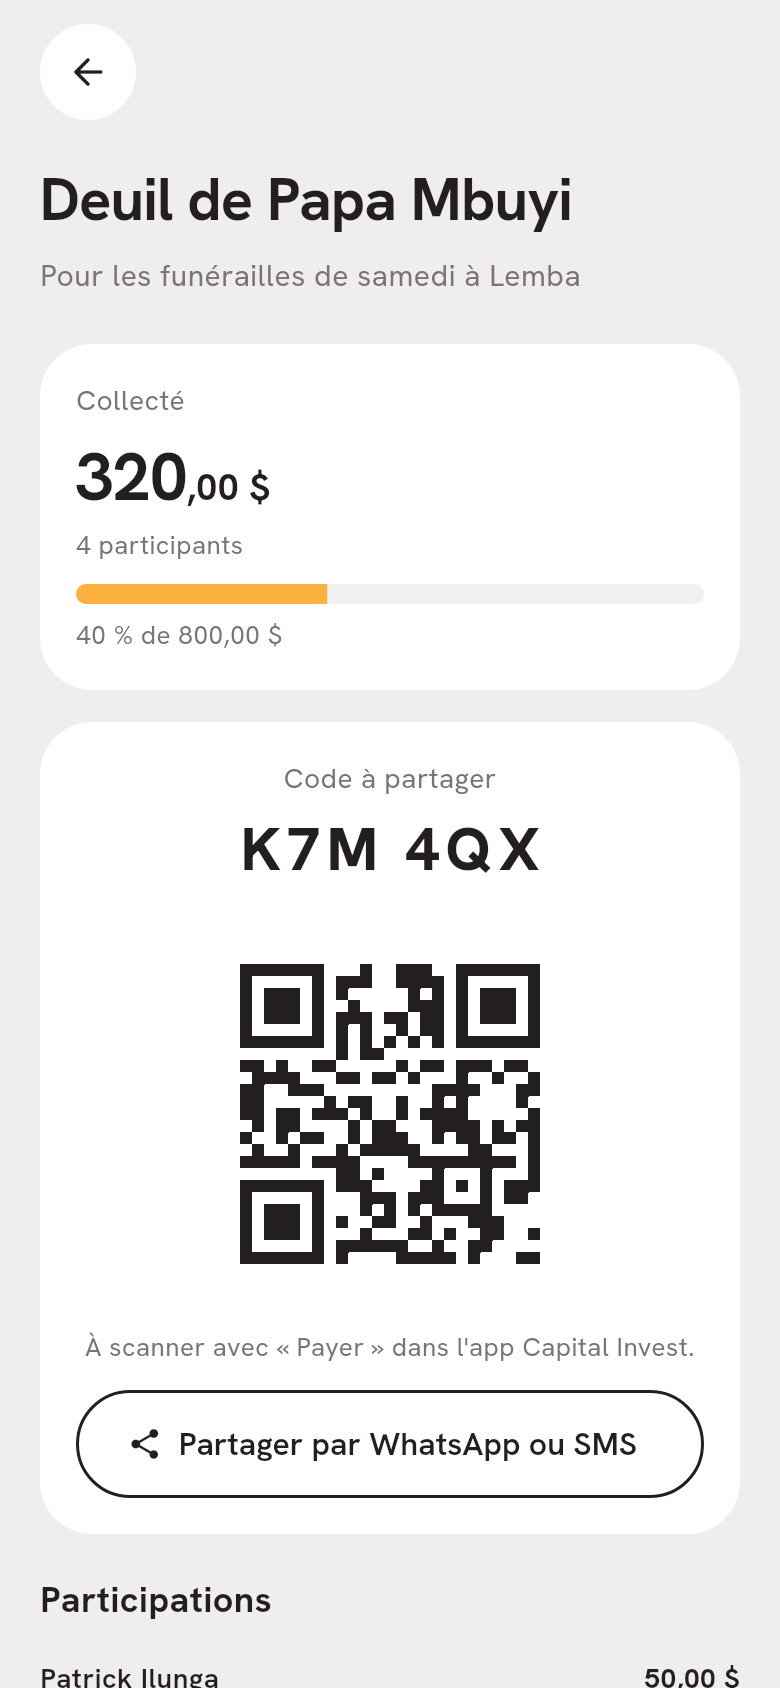 Deuil de Papa Mbuyi
Pour les funérailles de samedi à Lemba
Collecté
320,00 $
4 participants
40 % de 800,00 $
Code à partager
K7M 4QX
À scanner avec « Payer » dans l'app Capital Invest.
Partager par WhatsApp ou SMS
Participations
Patrick Ilunga 50,00 $